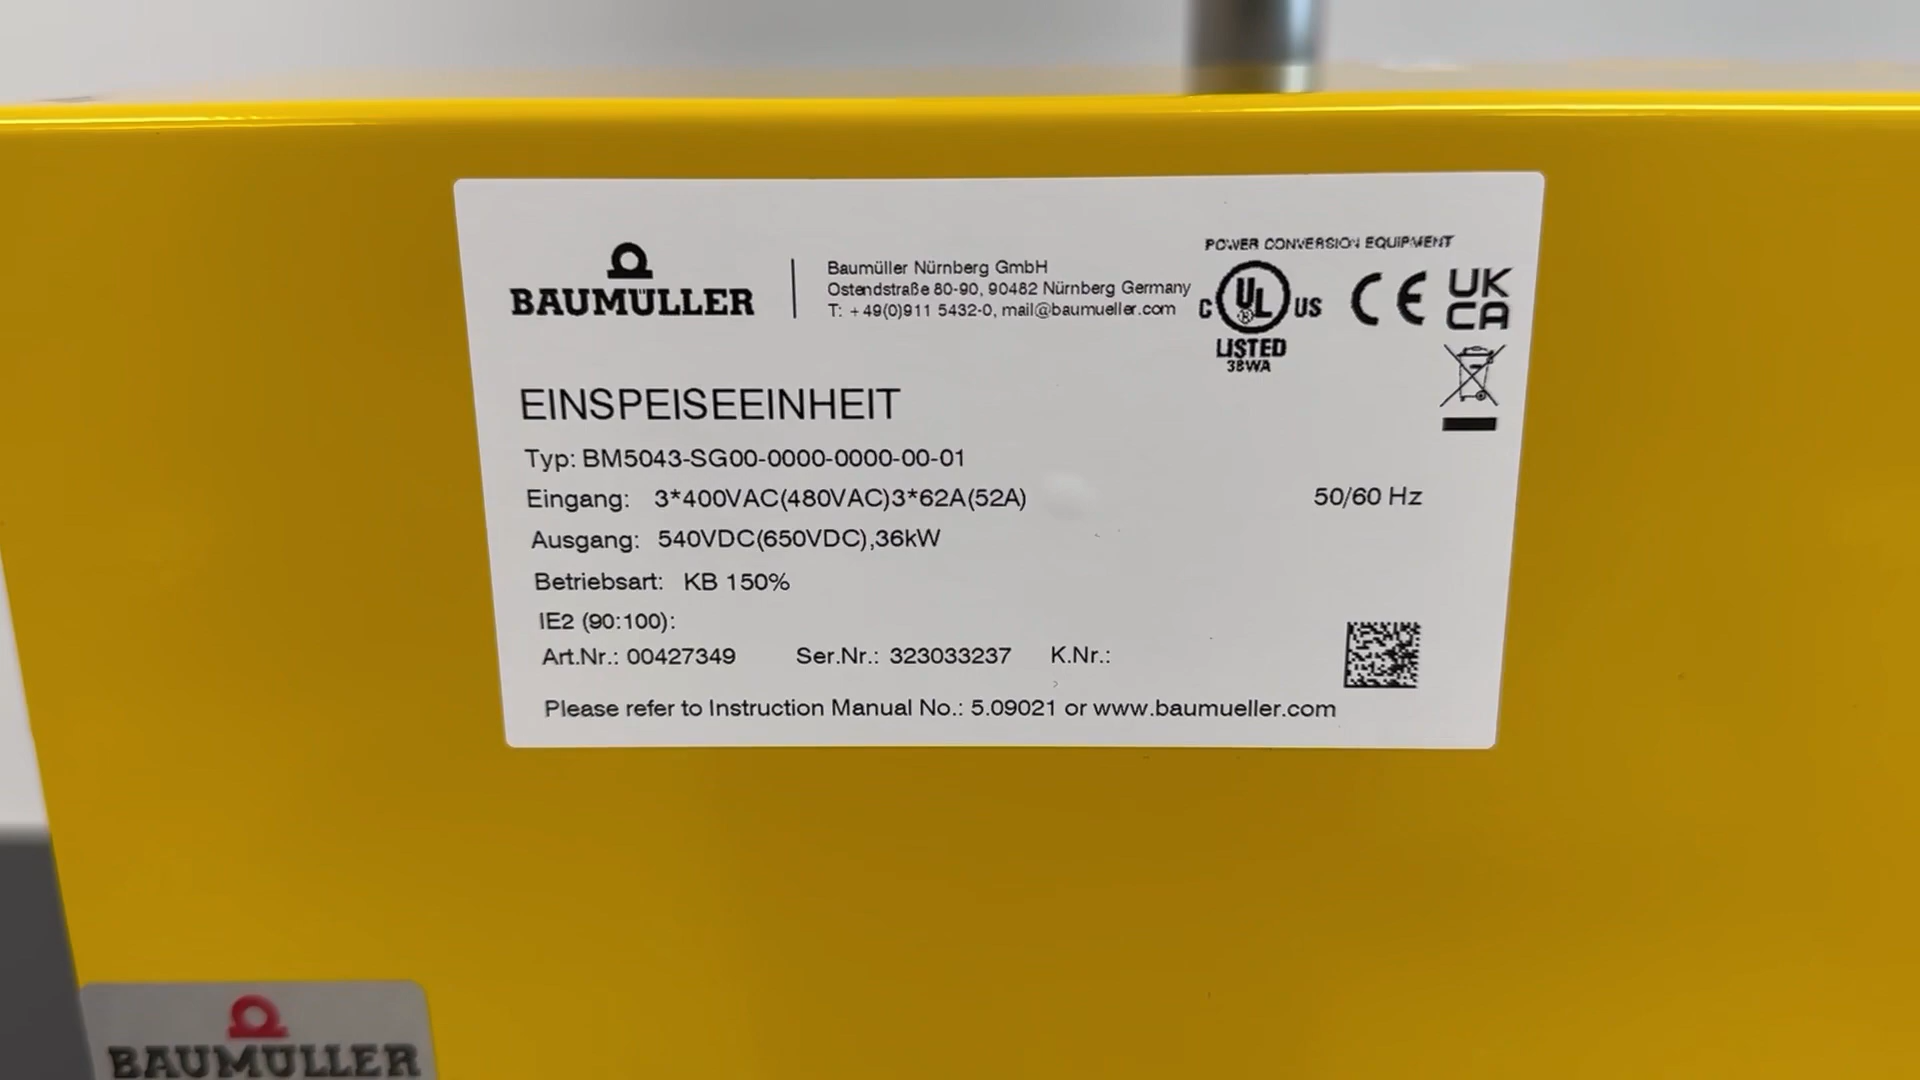 BAUMÜLLER
Baumüller Nürnberg GmbH
Ostendstraße 80-90, 90482 Nürnberg Germany
T: +49(0)911 5432-0, mail@baumueller.com
POWER CONVERSION EQUIPMENT
C UL ® US
LISTED
38WA
CE
UK
CA
EINSPEISEEINHEIT
Typ: BM5043-SG00-0000-0000-00-01
Eingang: 3*400VAC(480VAC)3*62A(52A) 50/60 Hz
Ausgang: 540VDC(650VDC),36kW
Betriebsart: KB 150%
IE2 (90:100):
Art.Nr.: 00427349 Ser.Nr.: 323033237 K.Nr.:
Please refer to Instruction Manual No.: 5.09021 or www.baumueller.com
BAUMÜLLER